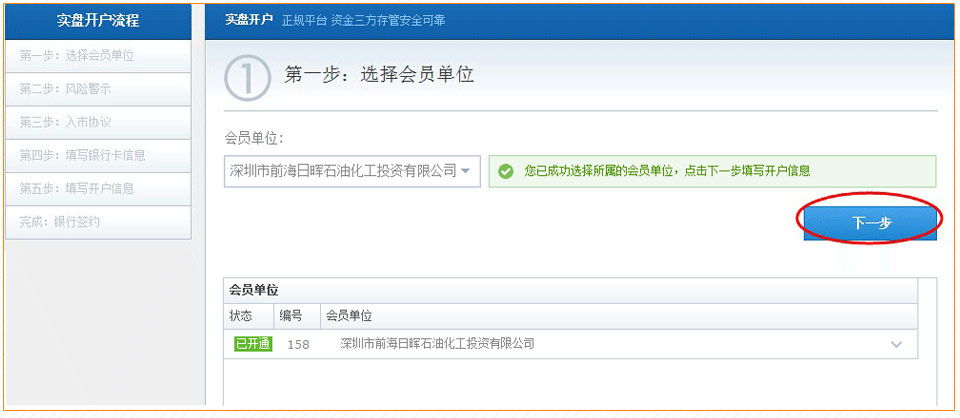 实盘开户流程
第一步：选择会员单位
第二步：风险警示
第三步：入市协议
第四步：填写银行卡信息
第五步：填写开户信息
完成：银行签约
实盘开户 正规平台 资金三方存管安全可靠
1 第一步：选择会员单位
会员单位：
深圳市前海日晖石油化工投资有限公司
您已成功选择所属的会员单位，点击下一步填写开户信息
下一步
会员单位
状态 编号 会员单位
已开通 158 深圳市前海日晖石油化工投资有限公司